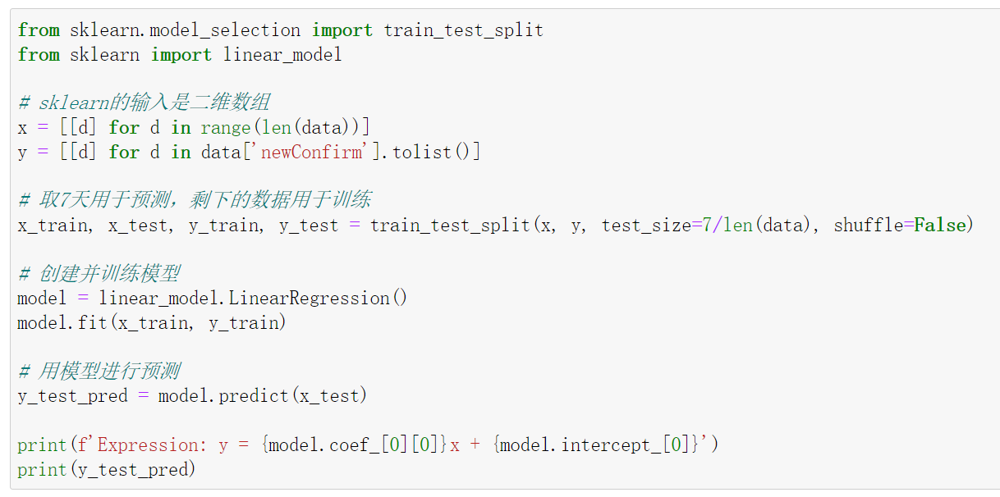 from sklearn.model_selection import train_test_split
from sklearn import linear_model
# sklearn的输入是二维数组
x = [[d] for d in range(len(data))]
y = [[d] for d in data['newConfirm'].tolist()]
# 取7天用于预测，剩下的数据用于训练
x_train, x_test, y_train, y_test = train_test_split(x, y, test_size=7/len(data), shuffle=False)
# 创建并训练模型
model = linear_model.LinearRegression()
model.fit(x_train, y_train)
# 用模型进行预测
y_test_pred = model.predict(x_test)
print(f'Expression: y = {model.coef_[0][0]}x + {model.intercept_[0]}')
print(y_test_pred)